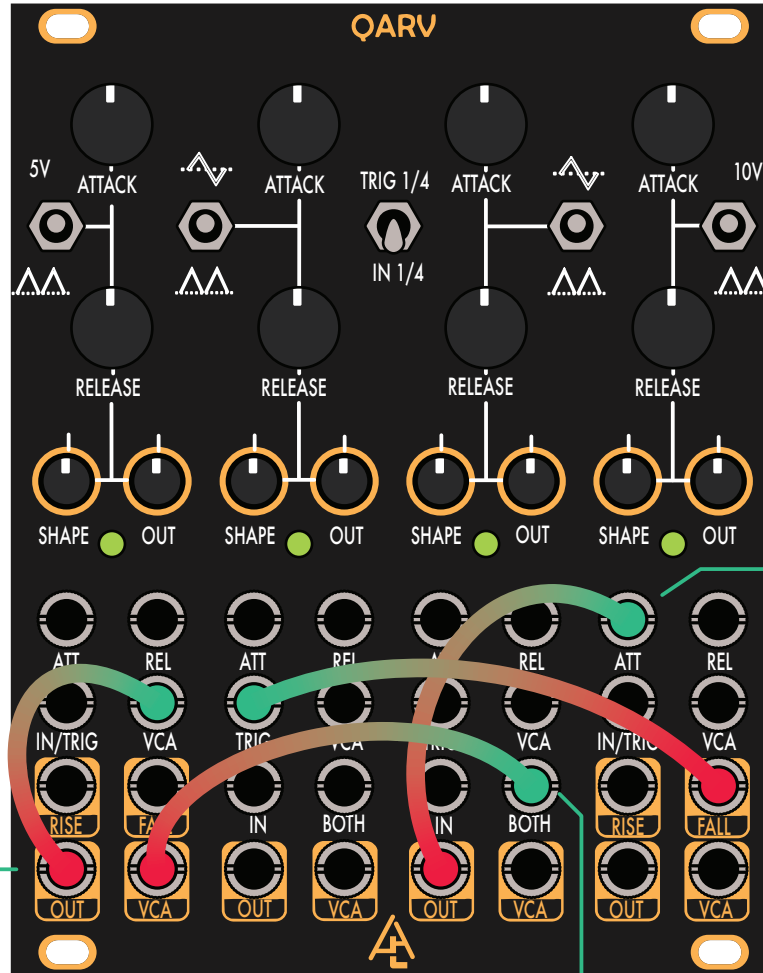 QARV
5V TRIG 1/4 10V
ATTACK ATTACK ATTACK ATTACK
IN 1/4
RELEASE RELEASE RELEASE RELEASE
SHAPE OUT SHAPE OUT SHAPE OUT SHAPE OUT
ATT REL ATT REL REL ATT REL
IN/TRIG VCA TRIG VCA TRIG VCA IN/TRIG VCA
RISE FALL IN BOTH IN BOTH RISE FALL
OUT VCA OUT VCA OUT VCA OUT VCA